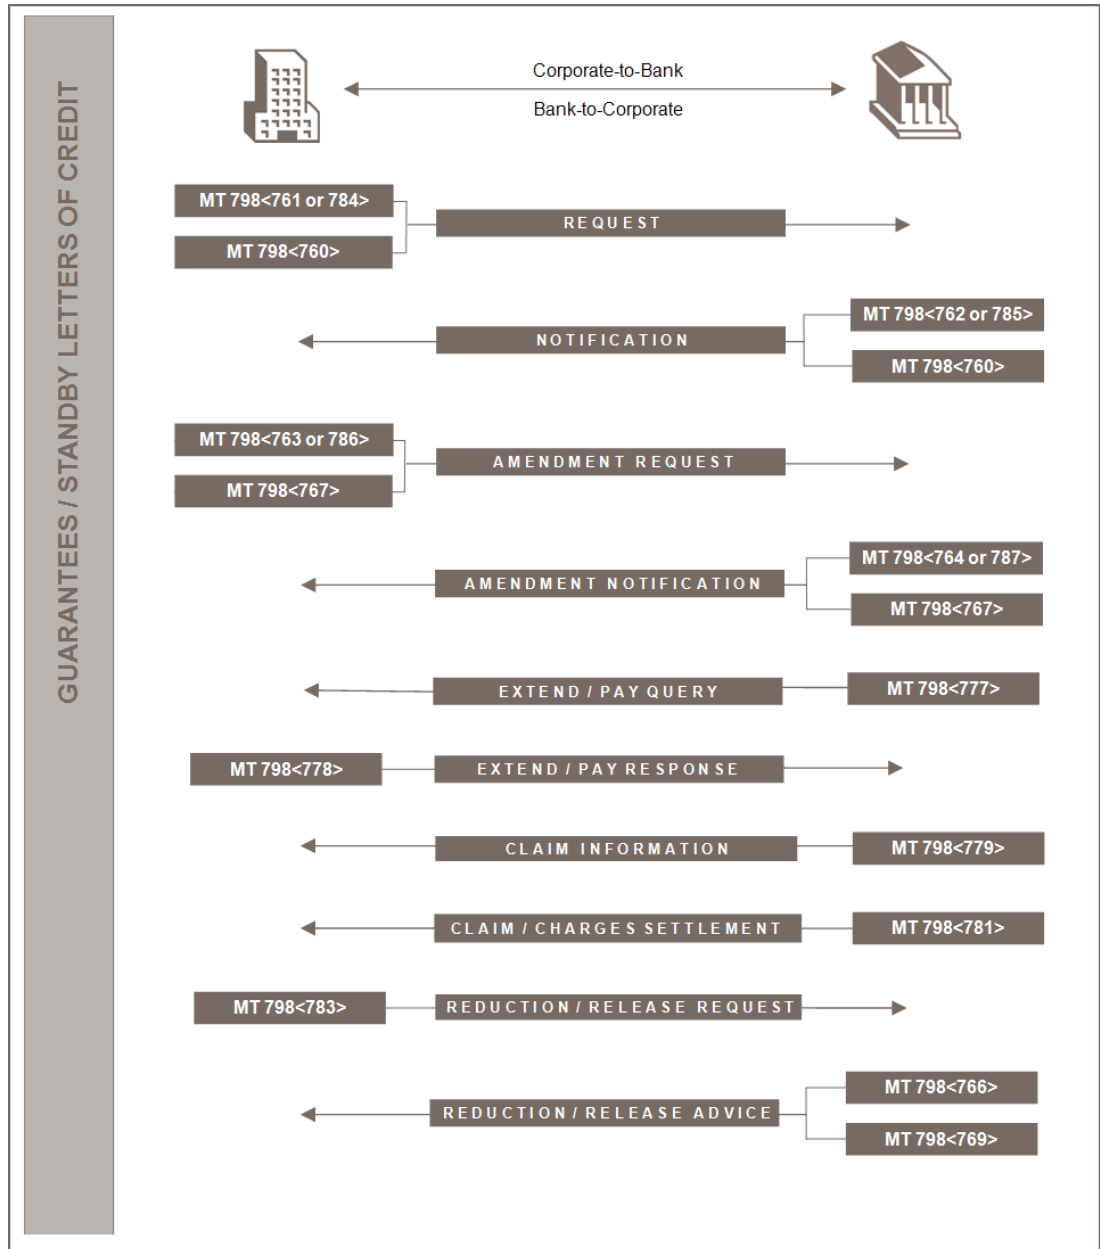 GUARANTEES / STANDBY LETTERS OF CREDIT
Corporate-to-Bank
Bank-to-Corporate
MT 798<761 or 784>
REQUEST
MT 798<760>
MT 798<762 or 785>
NOTIFICATION
MT 798<760>
MT 798<763 or 786>
AMENDMENT REQUEST
MT 798<767>
MT 798<764 or 787>
AMENDMENT NOTIFICATION
MT 798<767>
EXTEND / PAY QUERY
MT 798<777>
MT 798<778>
EXTEND / PAY RESPONSE
CLAIM INFORMATION
MT 798<779>
CLAIM / CHARGES SETTLEMENT
MT 798<781>
MT 798<783>
REDUCTION / RELEASE REQUEST
MT 798<766>
REDUCTION / RELEASE ADVICE
MT 798<769>